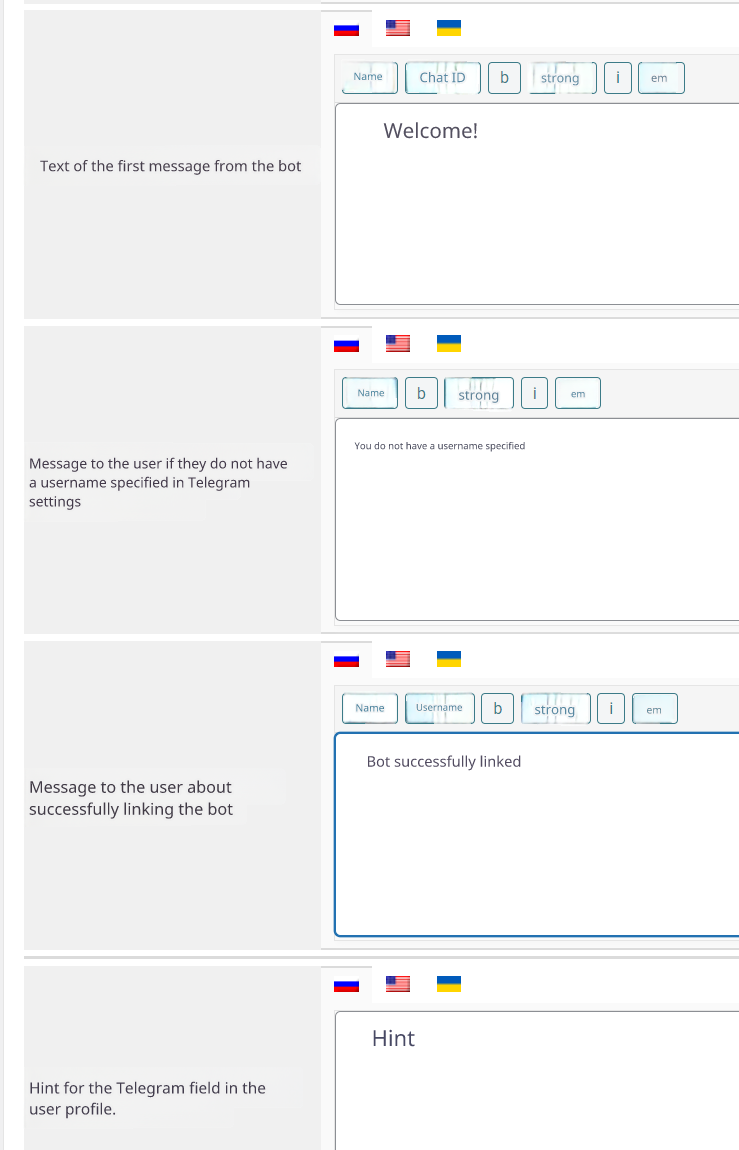 Name Chat ID b strong i em
Text of the first message from the bot
Welcome!
Name b strong i em
Message to the user if they do not have
a username specified in Telegram
settings
You do not have a username specified
Name Username b strong i em
Message to the user about
successfully linking the bot
Bot successfully linked
Hint for the Telegram field in the
user profile.
Hint